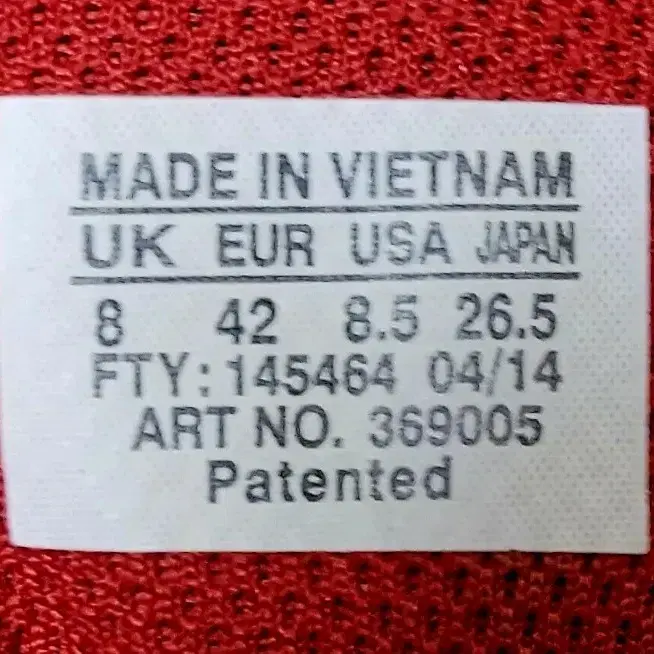 MADE IN VIETNAM
UK EUR USA JAPAN
8 42 8.5 26.5
FTY: 145464 04/14
ART NO. 369005
Patented